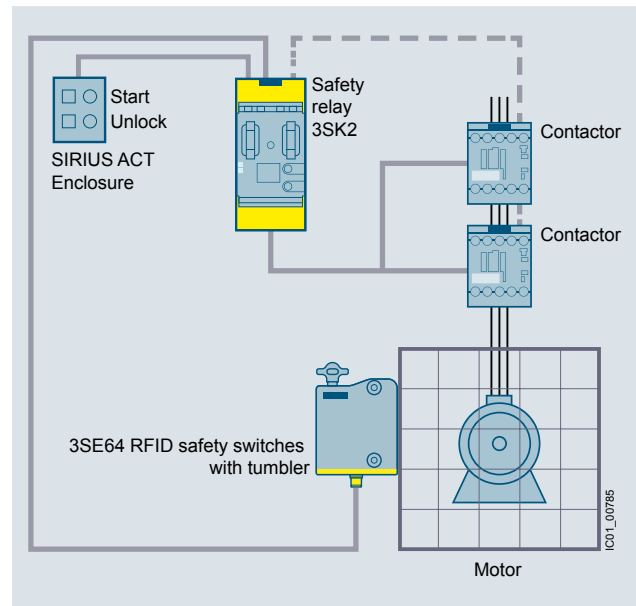 Start
Unlock
SIRIUS ACT
Enclosure
Safety
relay
3SK2
Contactor
Contactor
3SE64 RFID safety switches
with tumbler
Motor
IC01_00785